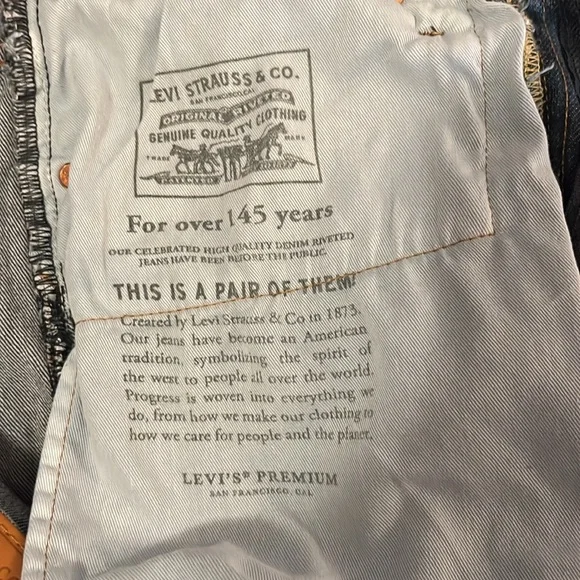 LEVI STRAUSS & CO.
SAN FRANCISCO, CAL
ORIGINAL RIVETED
GENUINE QUALITY CLOTHING
TRADE MARK
PATENTED
For over 145 years
OUR CELEBRATED HIGH QUALITY DENIM RIVETED
JEANS HAVE BEEN BEFORE THE PUBLIC.
THIS IS A PAIR OF THEM!
Created by Levi Strauss & Co in 1873.
Our jeans have become an American
tradition, symbolizing the spirit of
the west to people all over the world.
Progress is woven into everything we
do, from how we make our clothing to
how we care for people and the planet.
LEVI'S® PREMIUM
SAN FRANCISCO, CAL